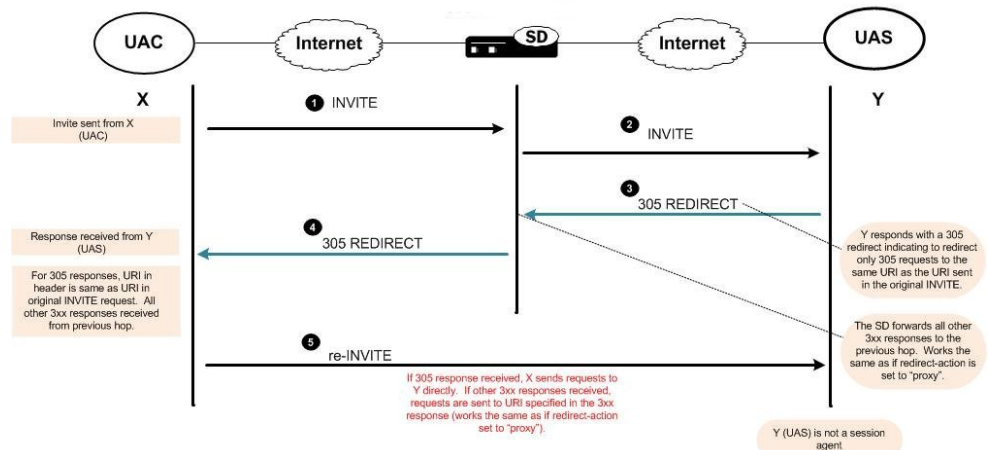 UAC
Internet
SD
Internet
UAS
X
Y
1 INVITE
Invite sent from X
(UAC)
2
INVITE
3
305 REDIRECT
4
305 REDIRECT
Response received from Y
(UAS)
Y responds with a 305
redirect indicating to redirect
only 305 requests to the
same URI as the URI sent
in the original INVITE.
For 305 responses, URI in
header is same as URI in
original INVITE request. All
other 3xx responses received
from previous hop.
The SD forwards all other
3xx responses to the
previous hop. Works the
same as if redirect-action is
set to “proxy”.
5
re-INVITE
If 305 response received, X sends requests to
Y directly. If other 3xx responses received,
requests are sent to URI specified in the 3xx
response (works the same as if redirect-action
set to “proxy”).
Y (UAS) is not a session
agent